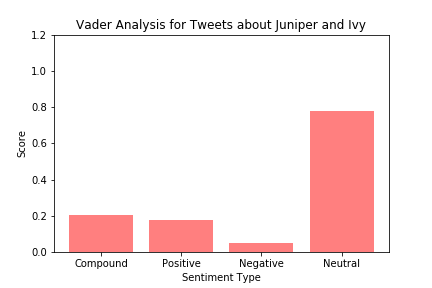 Vader Analysis for Tweets about Juniper and Ivy
1.2
1.0
0.8
0.6
0.4
0.2
0.0
Score
Compound Positive Negative Neutral
Sentiment Type